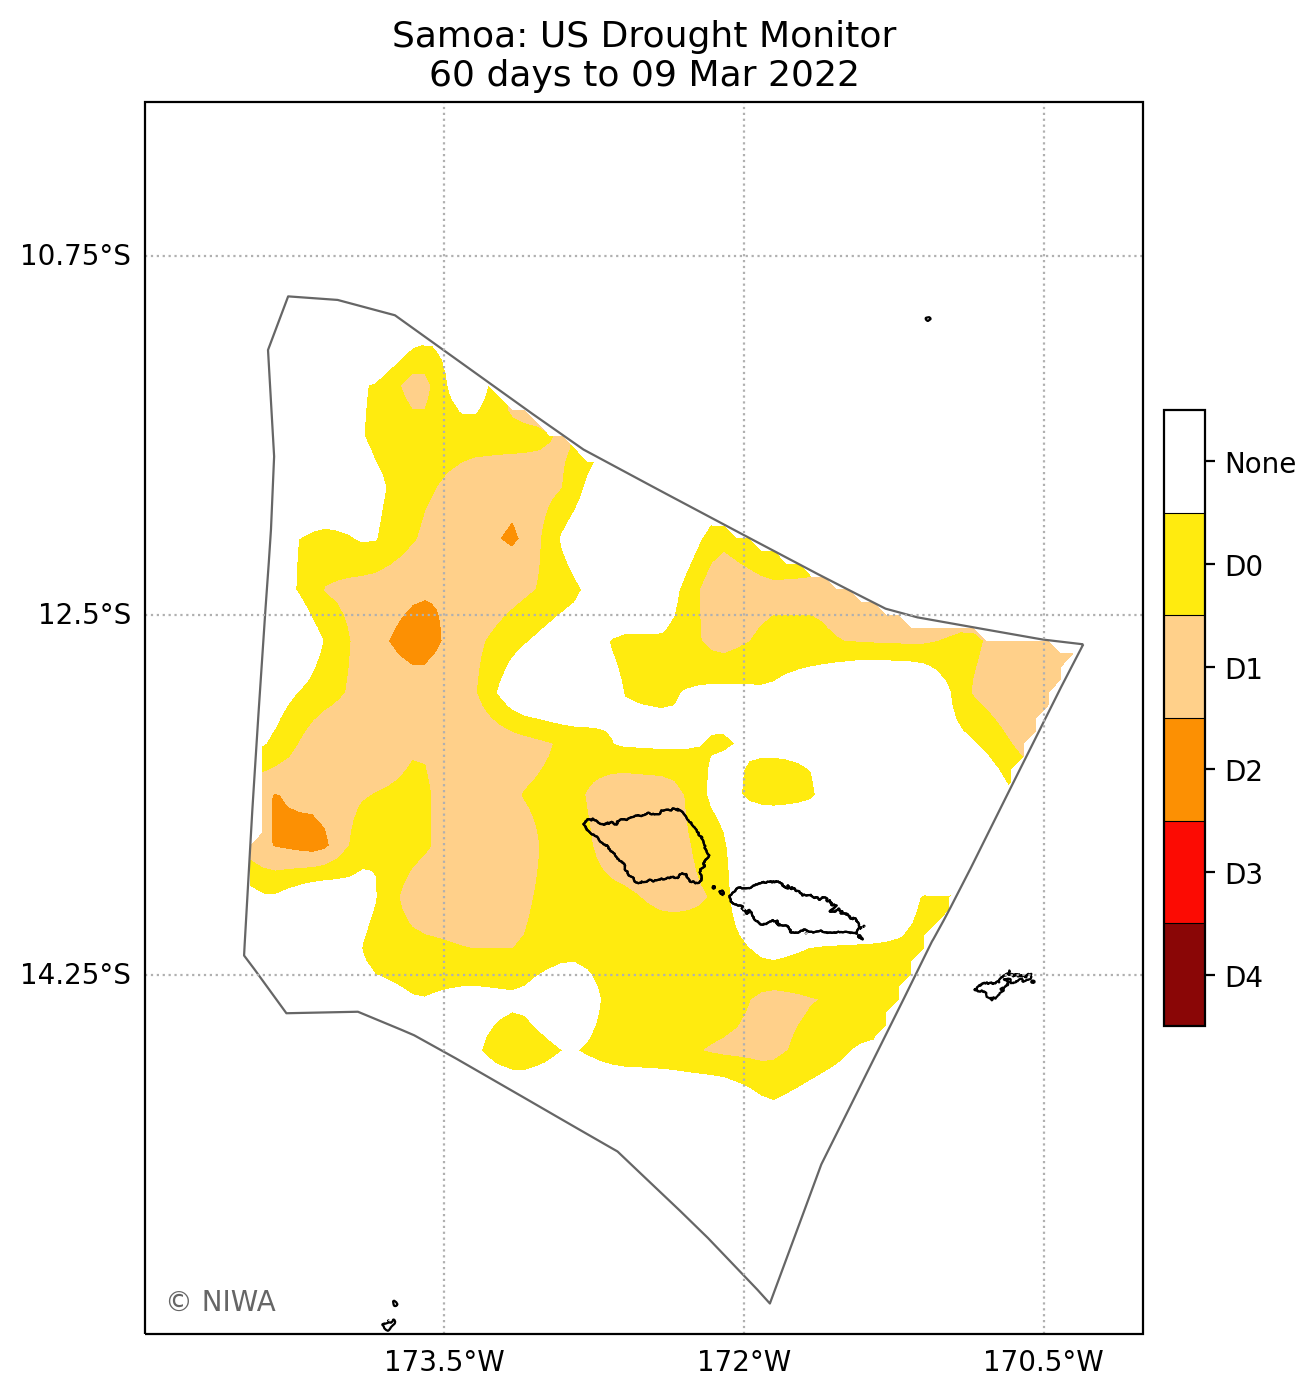 Samoa: US Drought Monitor
60 days to 09 Mar 2022
10.75°S
12.5°S
14.25°S
173.5°W
172°W
170.5°W
None
D0
D1
D2
D3
D4
© NIWA